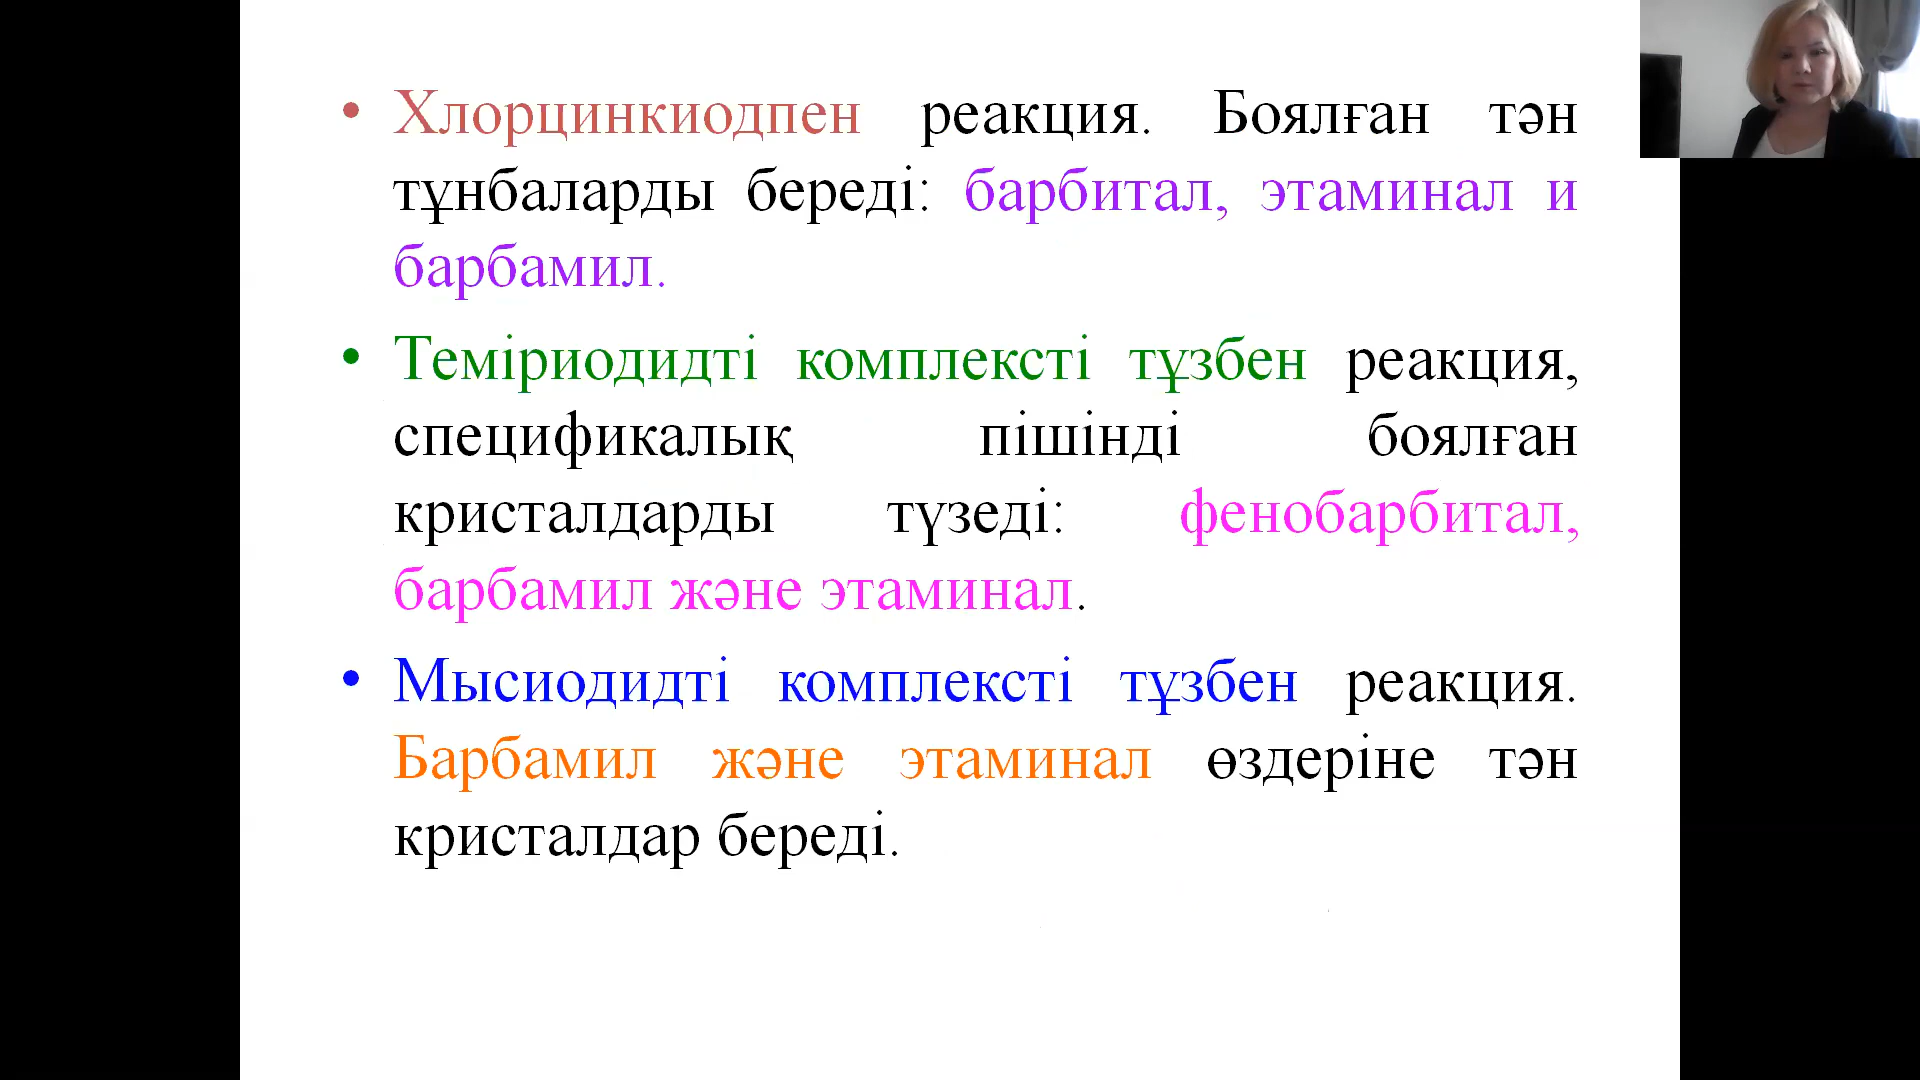 • Хлорцинкиодпен реакция. Боялған тән
тұнбаларды береді: барбитал, этаминал и
барбамил.
• Теміриодидті комплексті тұзбен реакция,
спецификалық пішінді боялған
кристалдарды түзеді: фенобарбитал,
барбамил және этаминал.
• Мысиодидті комплексті тұзбен реакция.
Барбамил және этаминал өздеріне тән
кристалдар береді.